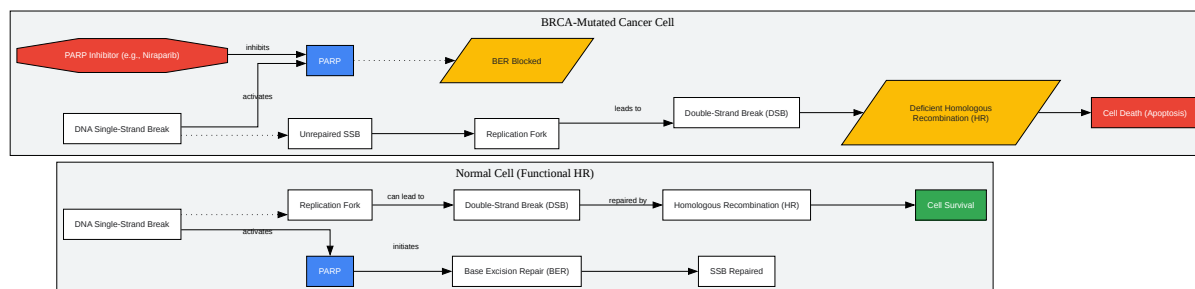 BRCA-Mutated Cancer Cell
PARP Inhibitor (e.g., Niraparib)
inhibits
PARP
BER Blocked
activates
DNA Single-Strand Break
Unrepaired SSB
Replication Fork
leads to
Double-Strand Break (DSB)
Deficient Homologous
Recombination (HR)
Cell Death (Apoptosis)
Normal Cell (Functional HR)
DNA Single-Strand Break
Replication Fork
can lead to
Double-Strand Break (DSB)
repaired by
Homologous Recombination (HR)
Cell Survival
activates
PARP
initiates
Base Excision Repair (BER)
SSB Repaired